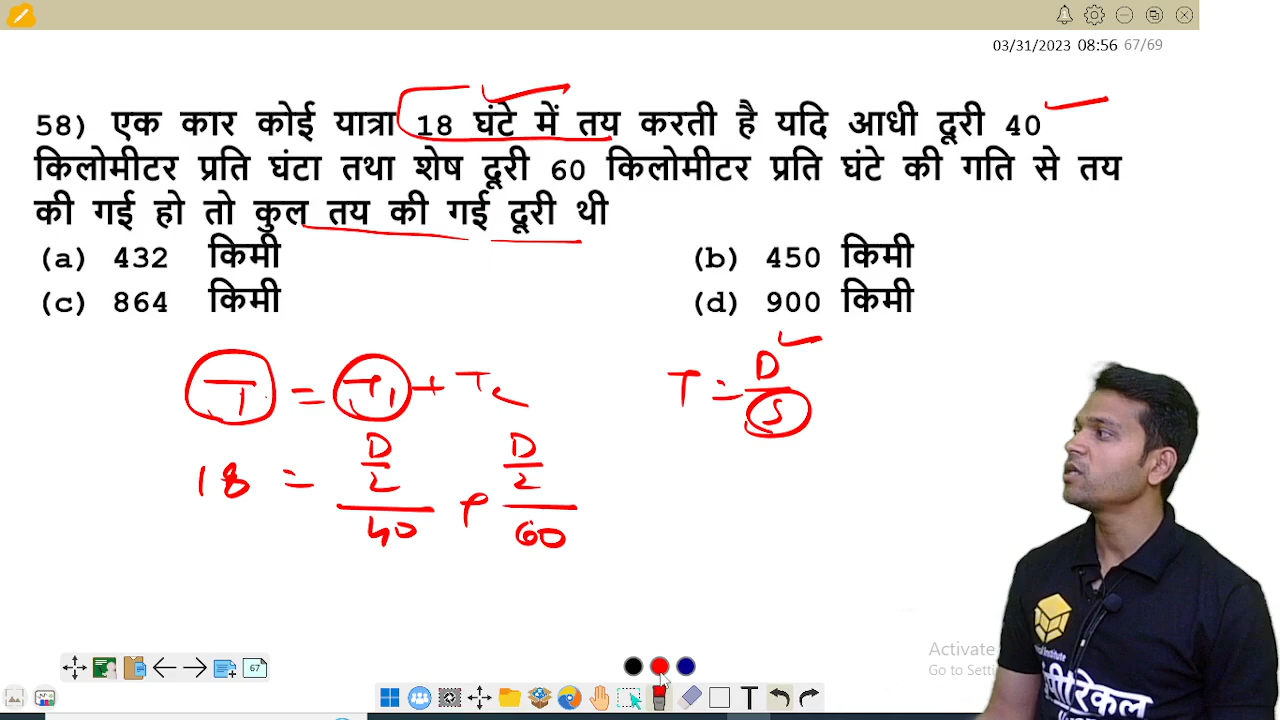 03/31/2023 08:56 67/69
58) एक कार कोई यात्रा 18 घंटे में तय करती है यदि आधी दूरी 40
किलोमीटर प्रति घंटा तथा शेष दूरी 60 किलोमीटर प्रति घंटे की गति से तय
की गई हो तो कुल तय की गई दूरी थी
(a) 432 किमी (b) 450 किमी
(c) 864 किमी (d) 900 किमी
T = T1 + T2
T = D/S
18 = D/2/40 + D/2/60
Activate
Go to Setti
67